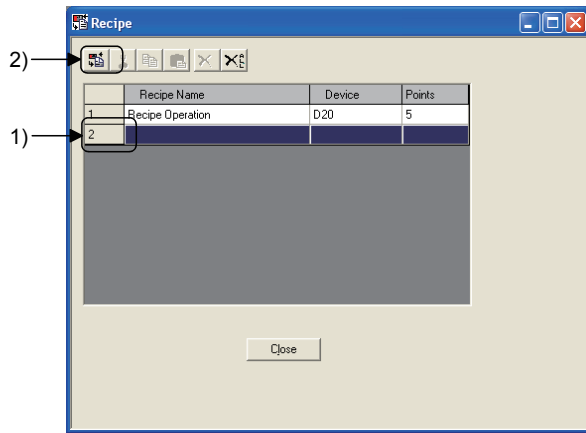 Recipe
2)
Recipe Name Device Points
1 Recipe Operation D20 5
1)
2
Close